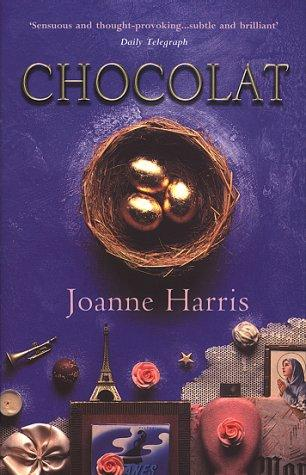 'Sensuous and thought-provoking...subtle and brilliant'
Daily Telegraph
CHOCOLAT
Joanne Harris